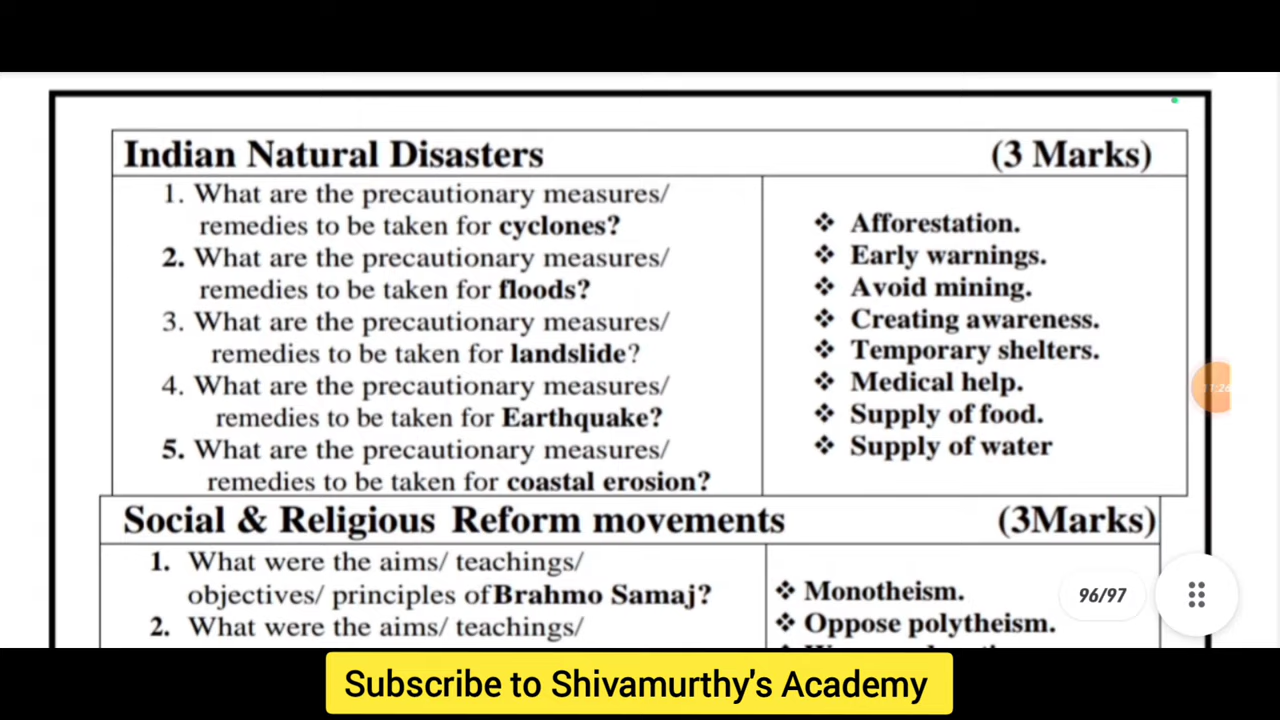 Indian Natural Disasters (3 Marks)
1. What are the precautionary measures/
remedies to be taken for cyclones?
2. What are the precautionary measures/
remedies to be taken for floods?
3. What are the precautionary measures/
remedies to be taken for landslide?
4. What are the precautionary measures/
remedies to be taken for Earthquake?
5. What are the precautionary measures/
remedies to be taken for coastal erosion?
❖ Afforestation.
❖ Early warnings.
❖ Avoid mining.
❖ Creating awareness.
❖ Temporary shelters.
❖ Medical help.
❖ Supply of food.
❖ Supply of water
Social & Religious Reform movements (3Marks)
1. What were the aims/ teachings/
objectives/ principles of Brahmo Samaj?
2. What were the aims/ teachings/
❖ Monotheism.
❖ Oppose polytheism.
96/97
Subscribe to Shivamurthy's Academy